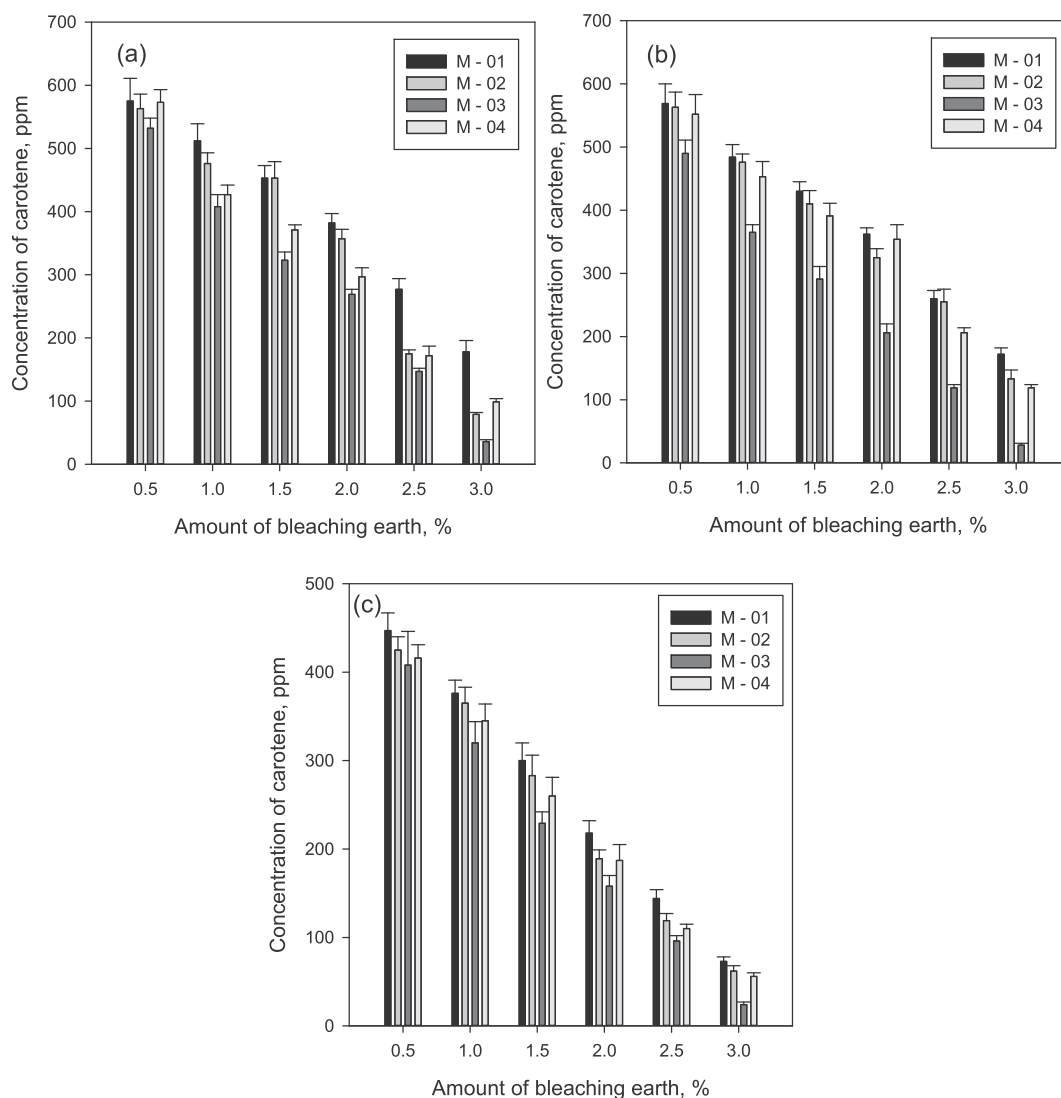 (a)
M - 01
M - 02
M - 03
M - 04
Concentration of carotene, ppm
700
600
500
400
300
200
100
0
0.5 1.0 1.5 2.0 2.5 3.0
Amount of bleaching earth, %
(b)
M - 01
M - 02
M - 03
M - 04
Concentration of carotene, ppm
700
600
500
400
300
200
100
0
0.5 1.0 1.5 2.0 2.5 3.0
Amount of bleaching earth, %
(c)
M - 01
M - 02
M - 03
M - 04
Concentration of carotene, ppm
500
400
300
200
100
0
0.5 1.0 1.5 2.0 2.5 3.0
Amount of bleaching earth, %